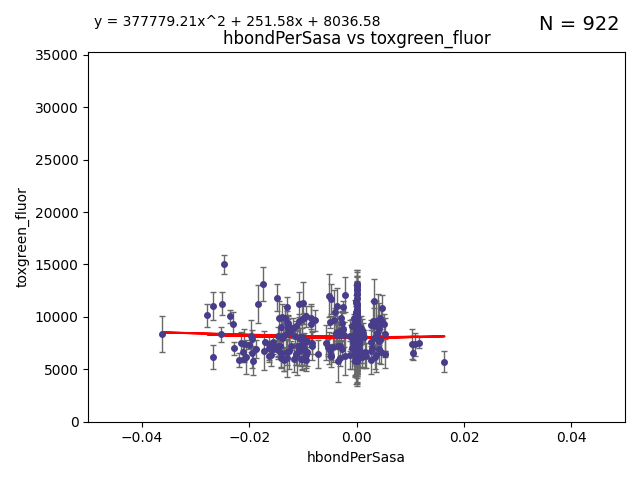 y = 377779.21x^2 + 251.58x + 8036.58
N = 922
hbondPerSasa vs toxgreen_fluor
35000
30000
25000
20000
15000
10000
5000
0
toxgreen_fluor
−0.04
−0.02
0.00
0.02
0.04
hbondPerSasa